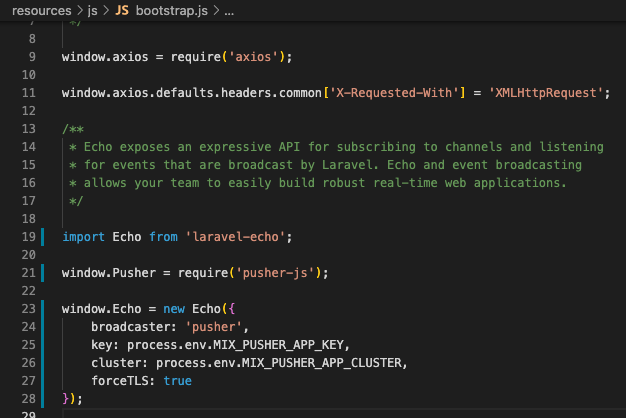 resources > js > JS bootstrap.js > ...
7 */
8
9 window.axios = require('axios');
10
11 window.axios.defaults.headers.common['X-Requested-With'] = 'XMLHttpRequest';
12
13 /**
14  * Echo exposes an expressive API for subscribing to channels and listening
15  * for events that are broadcast by Laravel. Echo and event broadcasting
16  * allows your team to easily build robust real-time web applications.
17  */
18
19 import Echo from 'laravel-echo';
20
21 window.Pusher = require('pusher-js');
22
23 window.Echo = new Echo({
24     broadcaster: 'pusher',
25     key: process.env.MIX_PUSHER_APP_KEY,
26     cluster: process.env.MIX_PUSHER_APP_CLUSTER,
27     forceTLS: true
28 });
29